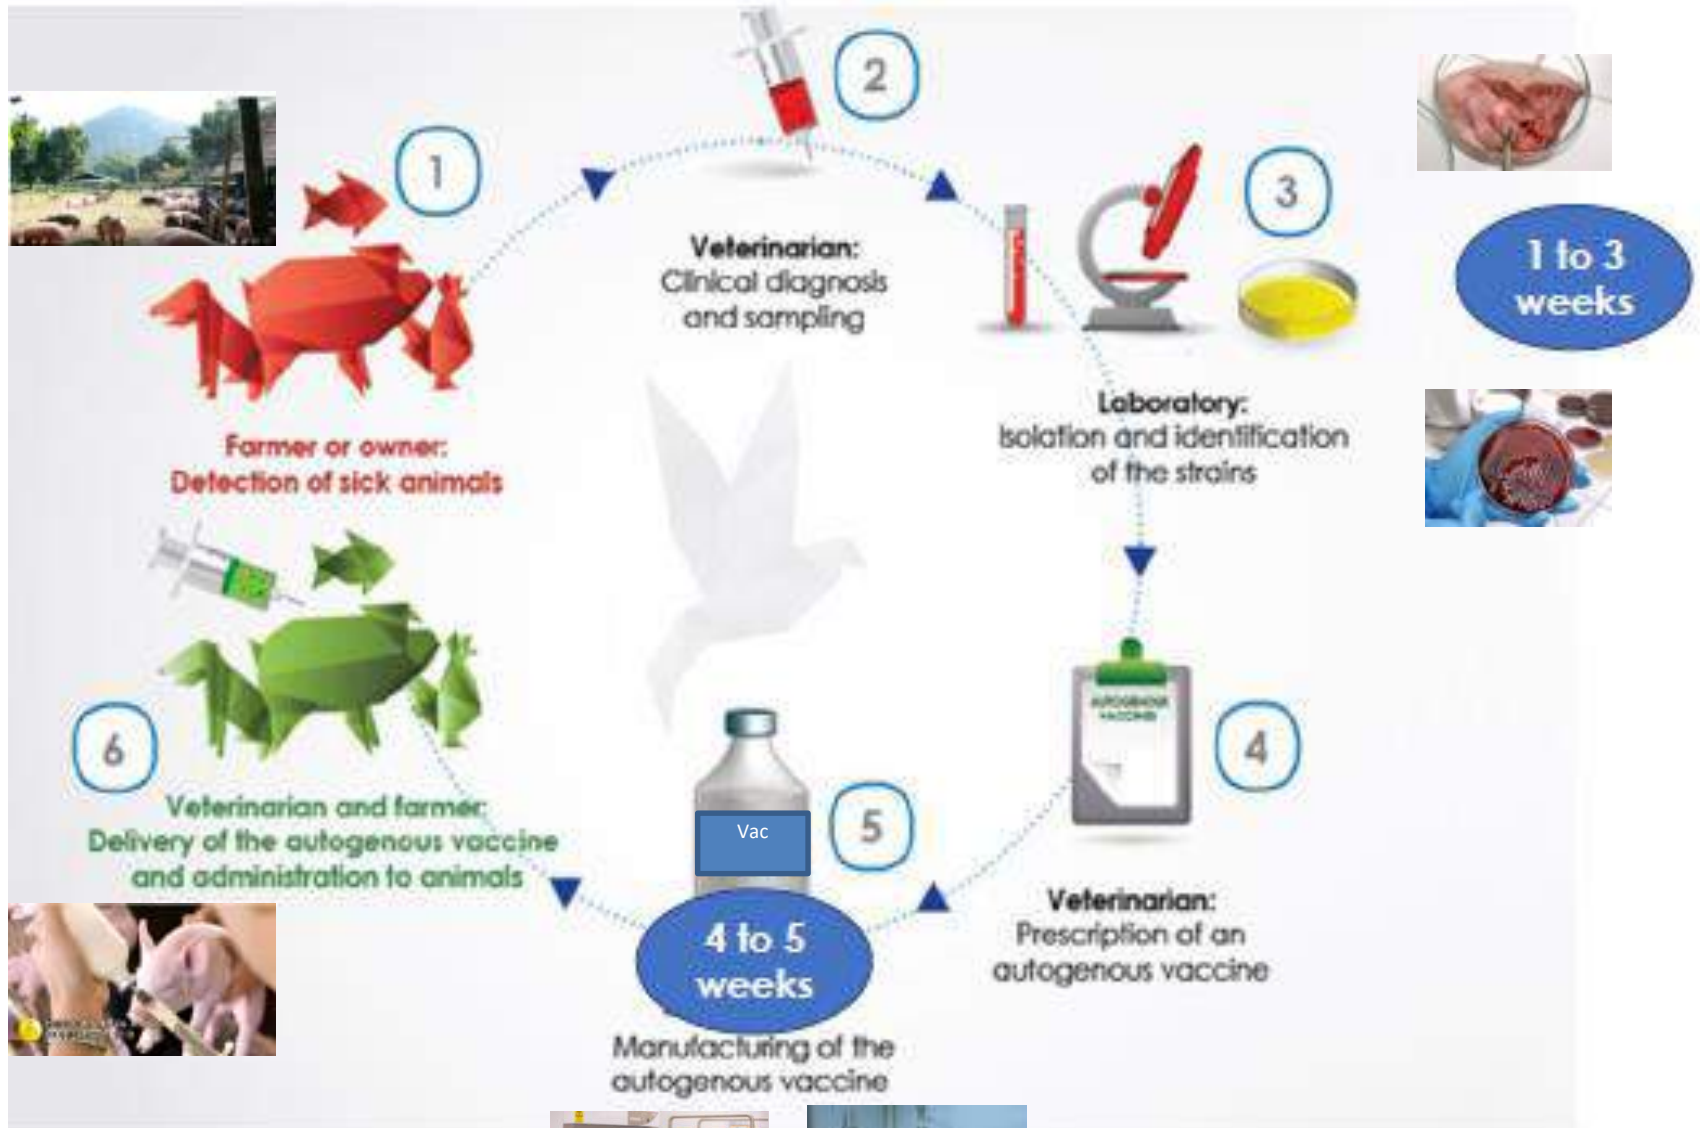 1
Farmer or owner:
Detection of sick animals
2
Veterinarian:
Clinical diagnosis
and sampling
3
1 to 3
weeks
Laboratory:
Isolation and identification
of the strains
AUTOGENOUS
VACCINES
4
Veterinarian:
Prescription of an
autogenous vaccine
Vac
5
4 to 5
weeks
Manufacturing of the
autogenous vaccine
6
Veterinarian and farmer:
Delivery of the autogenous vaccine
and administration to animals